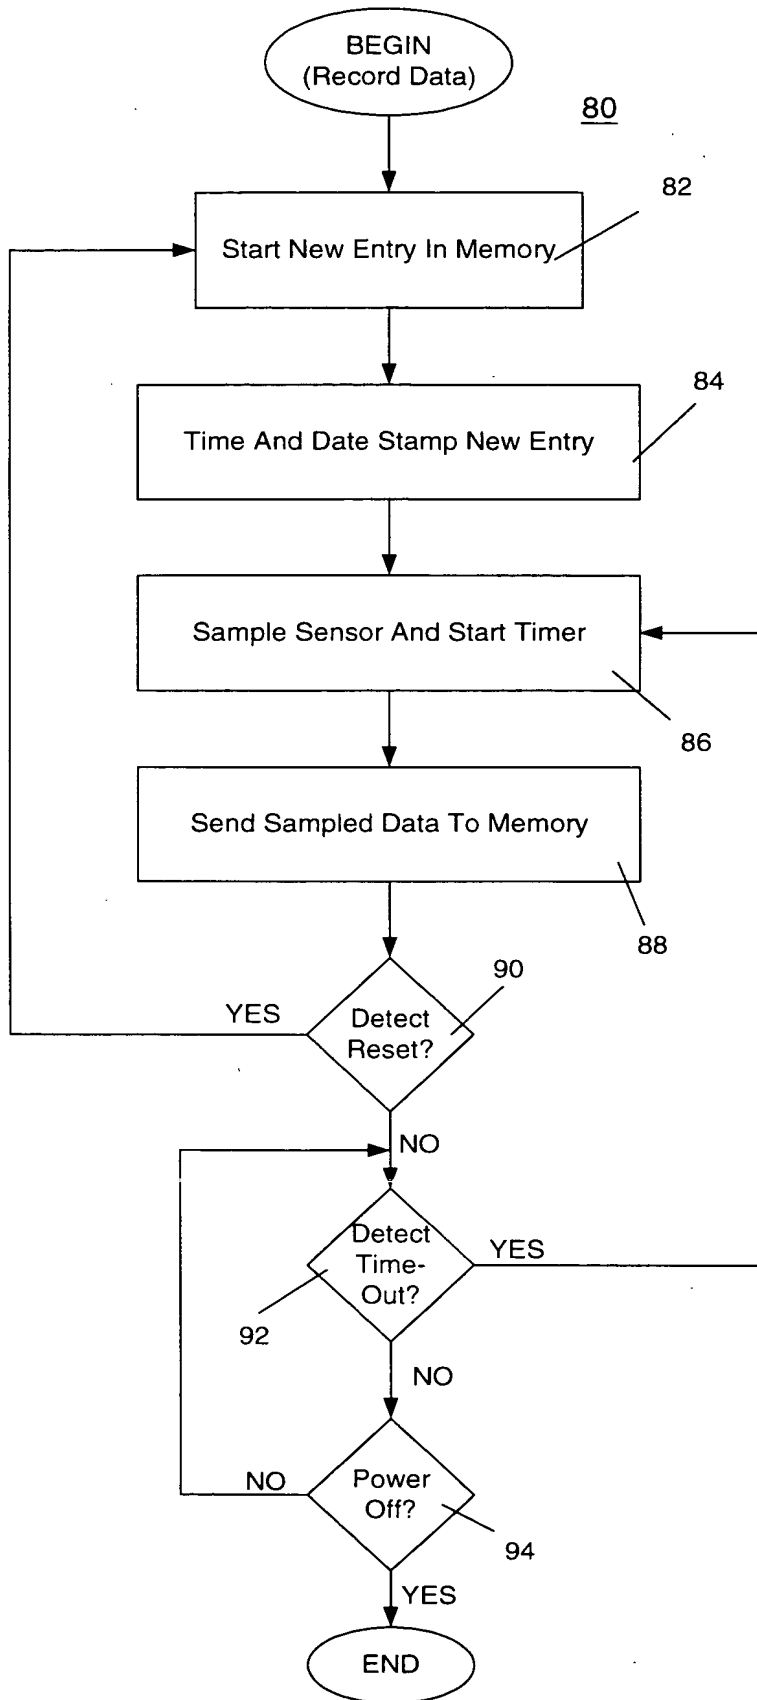 BEGIN
(Record Data)
80
82
Start New Entry In Memory
84
Time And Date Stamp New Entry
Sample Sensor And Start Timer
86
Send Sampled Data To Memory
88
90
YES
Detect
Reset?
NO
Detect
Time-
Out?
YES
92
NO
NO
Power
Off?
94
YES
END